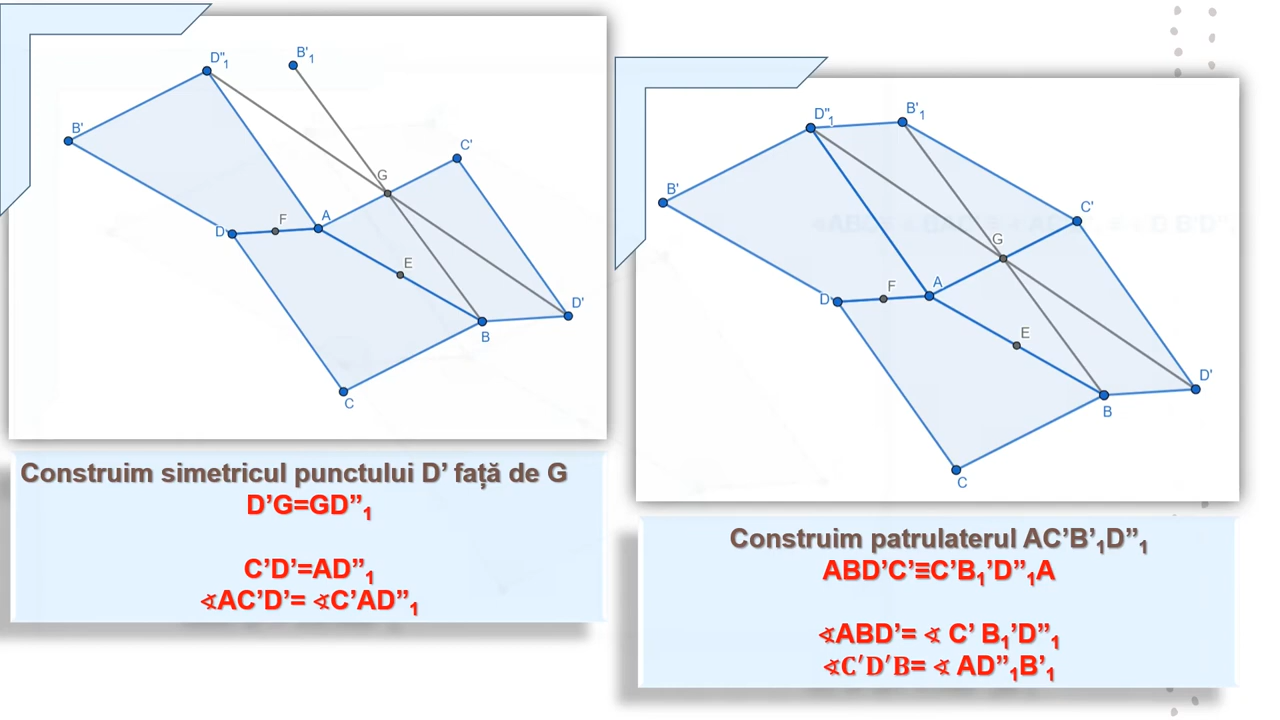 D"₁
B'₁
B'
C'
G
A
F
D
E
D'
B
C
Construim simetricul punctului D’ față de G
D’G=GD”₁
C’D’=AD”₁
∢AC’D’= ∢C’AD”₁
D"₁
B'₁
B'
C'
G
A
F
D
E
D'
B
C
Construim patrulaterul AC’B’₁D”₁
ABD’C’≡C’B₁’D”₁A
∢ABD’= ∢ C’ B₁’D”₁
∢C′D′B= ∢ AD”₁B’₁